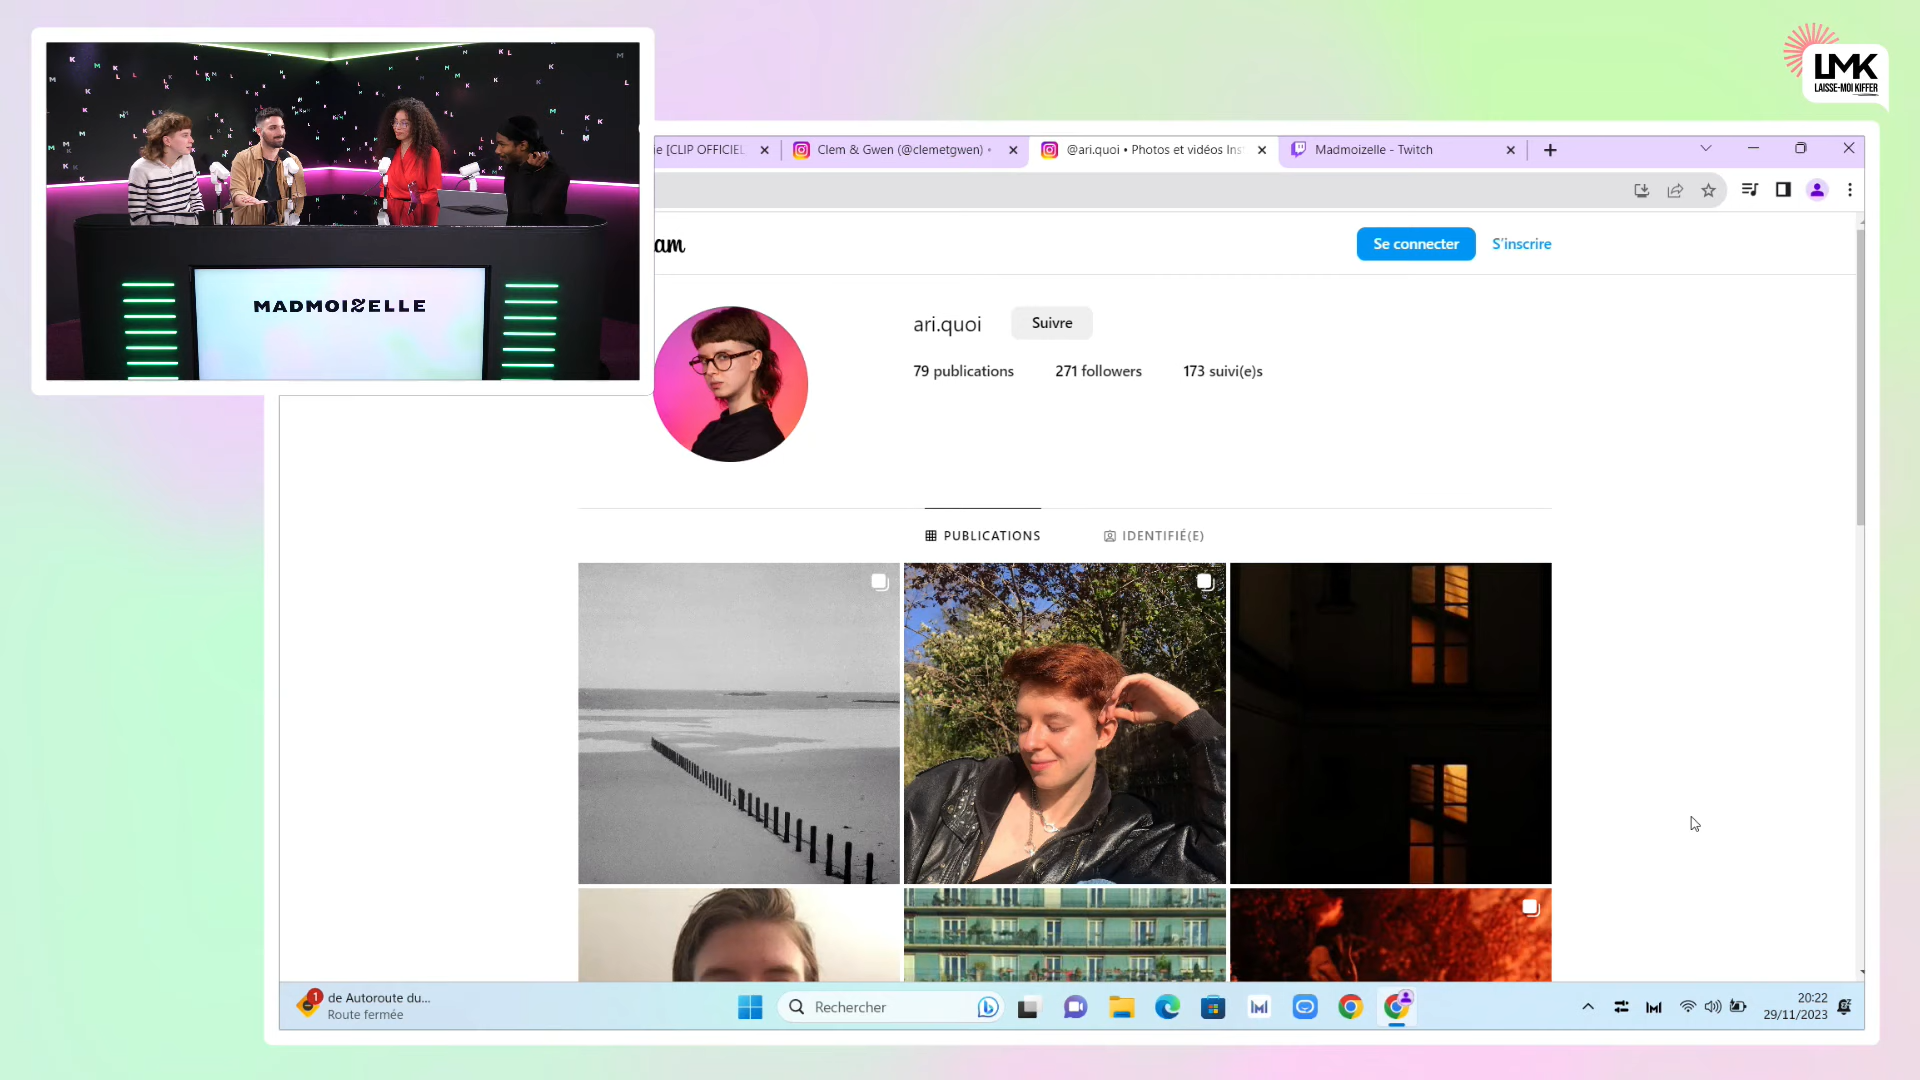 LMK
LAISSE-MOI KIFFER
MADMOIZELLE
ie [CLIP OFFICIEL
Clem & Gwen (@clemetgwen) •
@ari.quoi • Photos et vidéos Ins
Madmoizelle - Twitch
am
Se connecter
S'inscrire
ari.quoi
Suivre
79 publications
271 followers
173 suivi(e)s
PUBLICATIONS
IDENTIFIÉ(E)
1
de Autoroute du...
Route fermée
Rechercher
20:22
29/11/2023